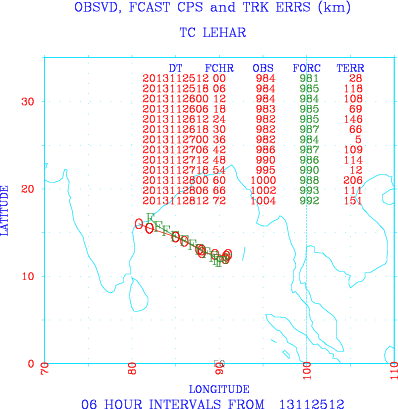 OBSVD, FCAST CPS and TRK ERRS (km)
TC LEHAR
DT FCHR OBS FORC TERR
2013112512 00 984 981 28
2013112518 06 984 985 118
2013112600 12 984 984 108
2013112606 18 983 985 69
2013112612 24 982 985 146
2013112618 30 982 987 66
2013112700 36 982 984 5
2013112706 42 986 987 109
2013112712 48 990 986 114
2013112718 54 995 990 12
2013112800 60 1000 988 206
2013112806 66 1002 993 111
2013112812 72 1004 992 151
30
20
10
0
LATITUDE
70 80 90 100 110
LONGITUDE
06 HOUR INTERVALS FROM 13112512